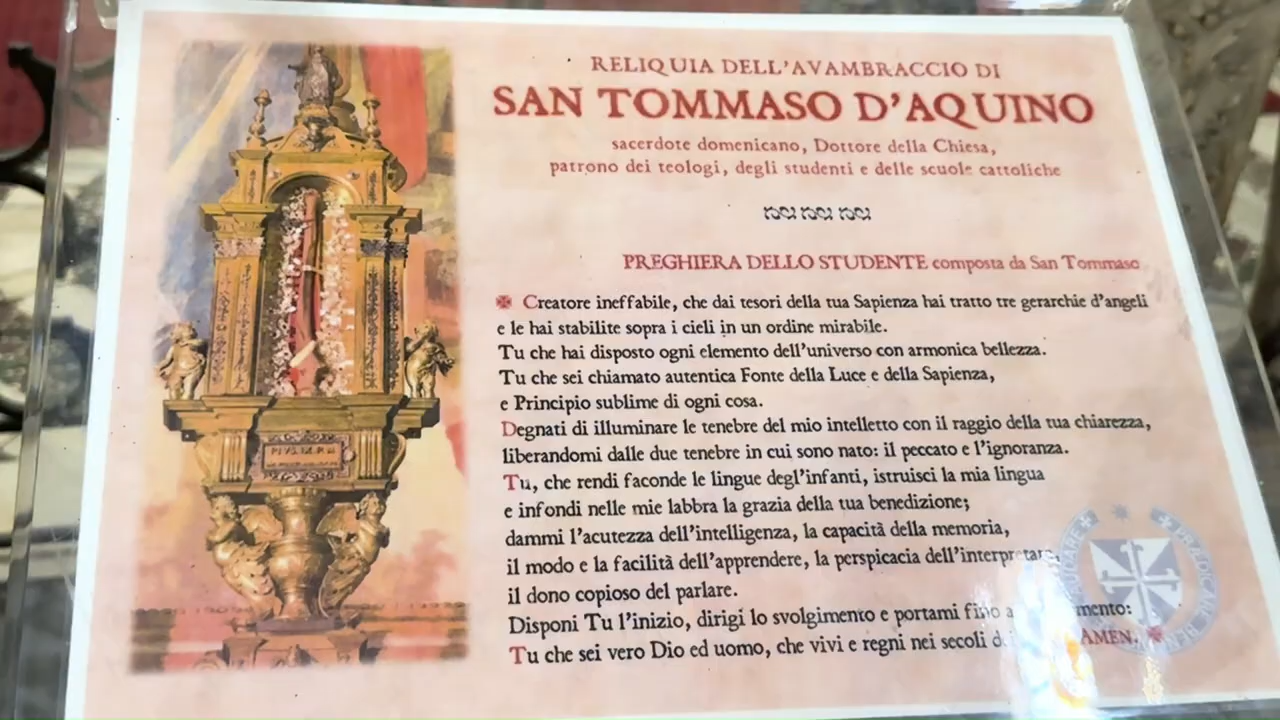 RELIQUIA DELL'AVAMBRACCIO DI
SAN TOMMASO D'AQUINO
sacerdote domenicano, Dottore della Chiesa,
patrono dei teologi, degli studenti e delle scuole cattoliche
PREGHIERA DELLO STUDENTE composta da San Tommaso
Creatore ineffabile, che dai tesori della tua Sapienza hai tratto tre gerarchie d'angeli
e le hai stabilite sopra i cieli in un ordine mirabile.
Tu che hai disposto ogni elemento dell'universo con armonica bellezza.
Tu che sei chiamato autentica Fonte della Luce e della Sapienza,
e Principio sublime di ogni cosa.
Degnati di illuminare le tenebre del mio intelletto con il raggio della tua chiarezza,
liberandomi dalle due tenebre in cui sono nato: il peccato e l'ignoranza.
Tu, che rendi faconde le lingue degl'infanti, istruisci la mia lingua
e infondi nelle mie labbra la grazia della tua benedizione;
dammi l'acutezza dell'intelligenza, la capacità della memoria,
il modo e la facilità dell'apprendere, la perspicacia dell'interpretare,
il dono copioso del parlare.
Disponi Tu l'inizio, dirigi lo svolgimento e portami fino a mento:
Tu che sei vero Dio ed uomo, che vivi e regni nei secoli AMEN.